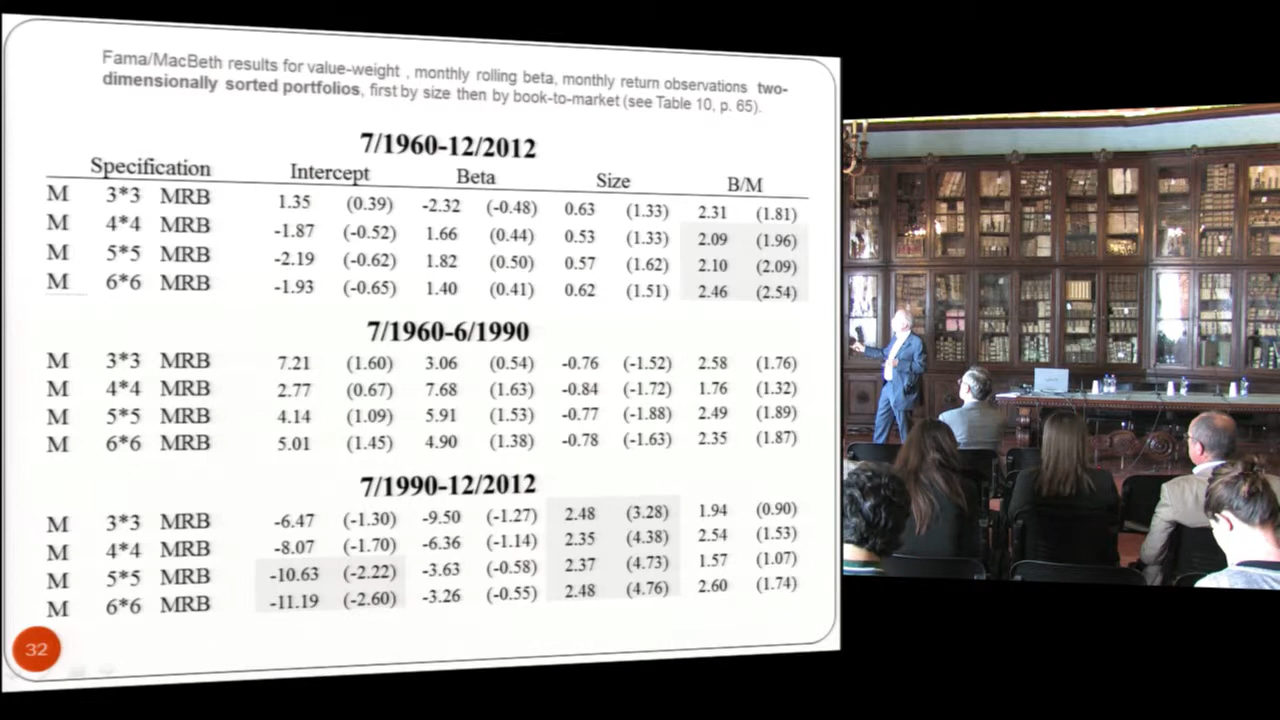 Fama/MacBeth results for value-weight , monthly rolling beta, monthly return observations two-
dimensionally sorted portfolios, first by size then by book-to-market (see Table 10, p. 65).
7/1960-12/2012
Specification Intercept Beta Size B/M
M 3*3 MRB 1.35 (0.39) -2.32 (-0.48) 0.63 (1.33) 2.31 (1.81)
M 4*4 MRB -1.87 (-0.52) 1.66 (0.44) 0.53 (1.33) 2.09 (1.96)
M 5*5 MRB -2.19 (-0.62) 1.82 (0.50) 0.57 (1.62) 2.10 (2.09)
M 6*6 MRB -1.93 (-0.65) 1.40 (0.41) 0.62 (1.51) 2.46 (2.54)
7/1960-6/1990
M 3*3 MRB 7.21 (1.60) 3.06 (0.54) -0.76 (-1.52) 2.58 (1.76)
M 4*4 MRB 2.77 (0.67) 7.68 (1.63) -0.84 (-1.72) 1.76 (1.32)
M 5*5 MRB 4.14 (1.09) 5.91 (1.53) -0.77 (-1.88) 2.49 (1.89)
M 6*6 MRB 5.01 (1.45) 4.90 (1.38) -0.78 (-1.63) 2.35 (1.87)
7/1990-12/2012
M 3*3 MRB -6.47 (-1.30) -9.50 (-1.27) 2.48 (3.28) 1.94 (0.90)
M 4*4 MRB -8.07 (-1.70) -6.36 (-1.14) 2.35 (4.38) 2.54 (1.53)
M 5*5 MRB -10.63 (-2.22) -3.63 (-0.58) 2.37 (4.73) 1.57 (1.07)
M 6*6 MRB -11.19 (-2.60) -3.26 (-0.55) 2.48 (4.76) 2.60 (1.74)
32